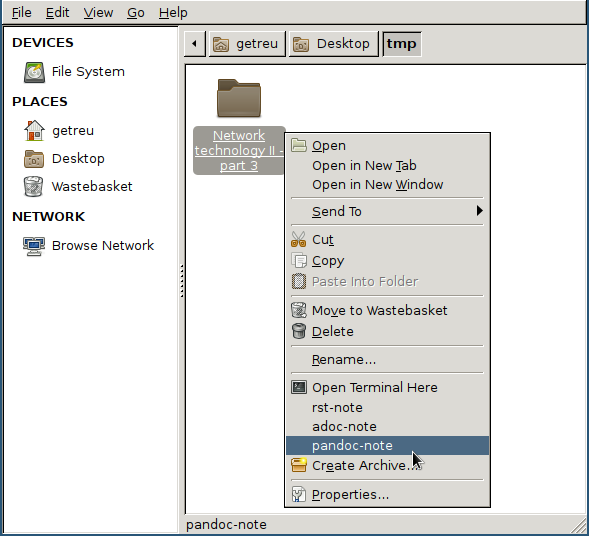 File Edit View Go Help
DEVICES
File System
PLACES
getreu
Desktop
Wastebasket
NETWORK
Browse Network
getreu Desktop tmp
Network
technology II -
part 3
Open
Open in New Tab
Open in New Window
Send To
Cut
Copy
Paste Into Folder
Move to Wastebasket
Delete
Rename...
Open Terminal Here
rst-note
adoc-note
pandoc-note
Create Archive...
Properties...
pandoc-note